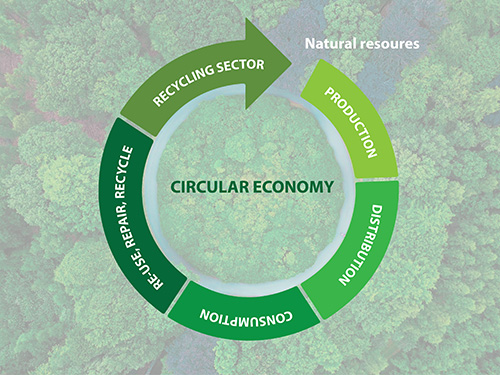 Natural resoures
PRODUCTION
DISTRIBUTION
CONSUMPTION
RE-USE, REPAIR, RECYCLE
RECYCLING SECTOR
CIRCULAR ECONOMY